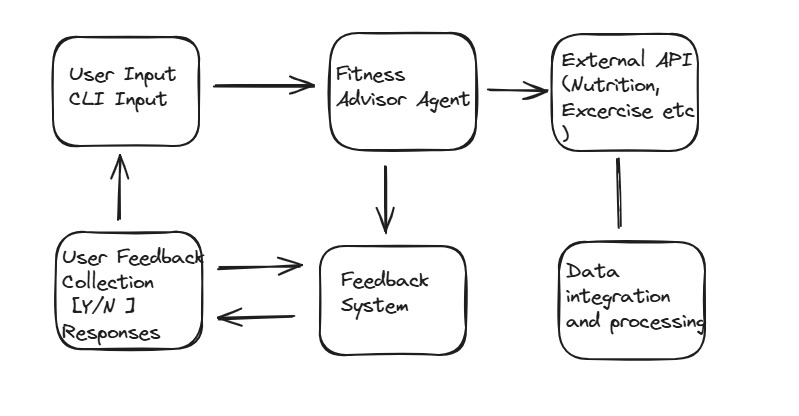 User Input
CLI Input
Fitness
Advisor Agent
External API
(Nutrition,
Excercise etc
)
User Feedback
Collection
[Y/N ]
Responses
Feedback
System
Data
integration
and processing